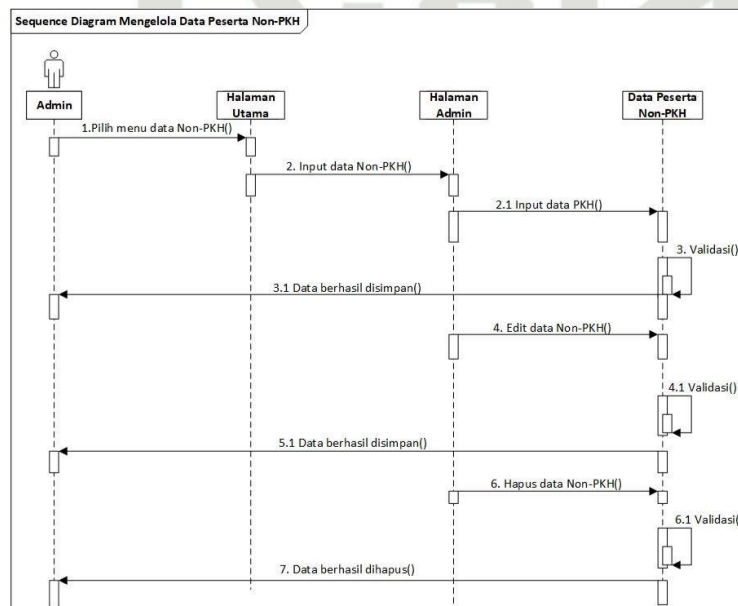 Sequence Diagram Mengelola Data Peserta Non-PKH
Admin
Halaman
Utama
Halaman
Admin
Data Peserta
Non-PKH
1.Pilih menu data Non-PKH()
2. Input data Non-PKH()
2.1 Input data PKH()
3. Validasi()
3.1 Data berhasil disimpan()
4. Edit data Non-PKH()
4.1 Validasi()
5.1 Data berhasil disimpan()
6. Hapus data Non-PKH()
6.1 Validasi()
7. Data berhasil dihapus()